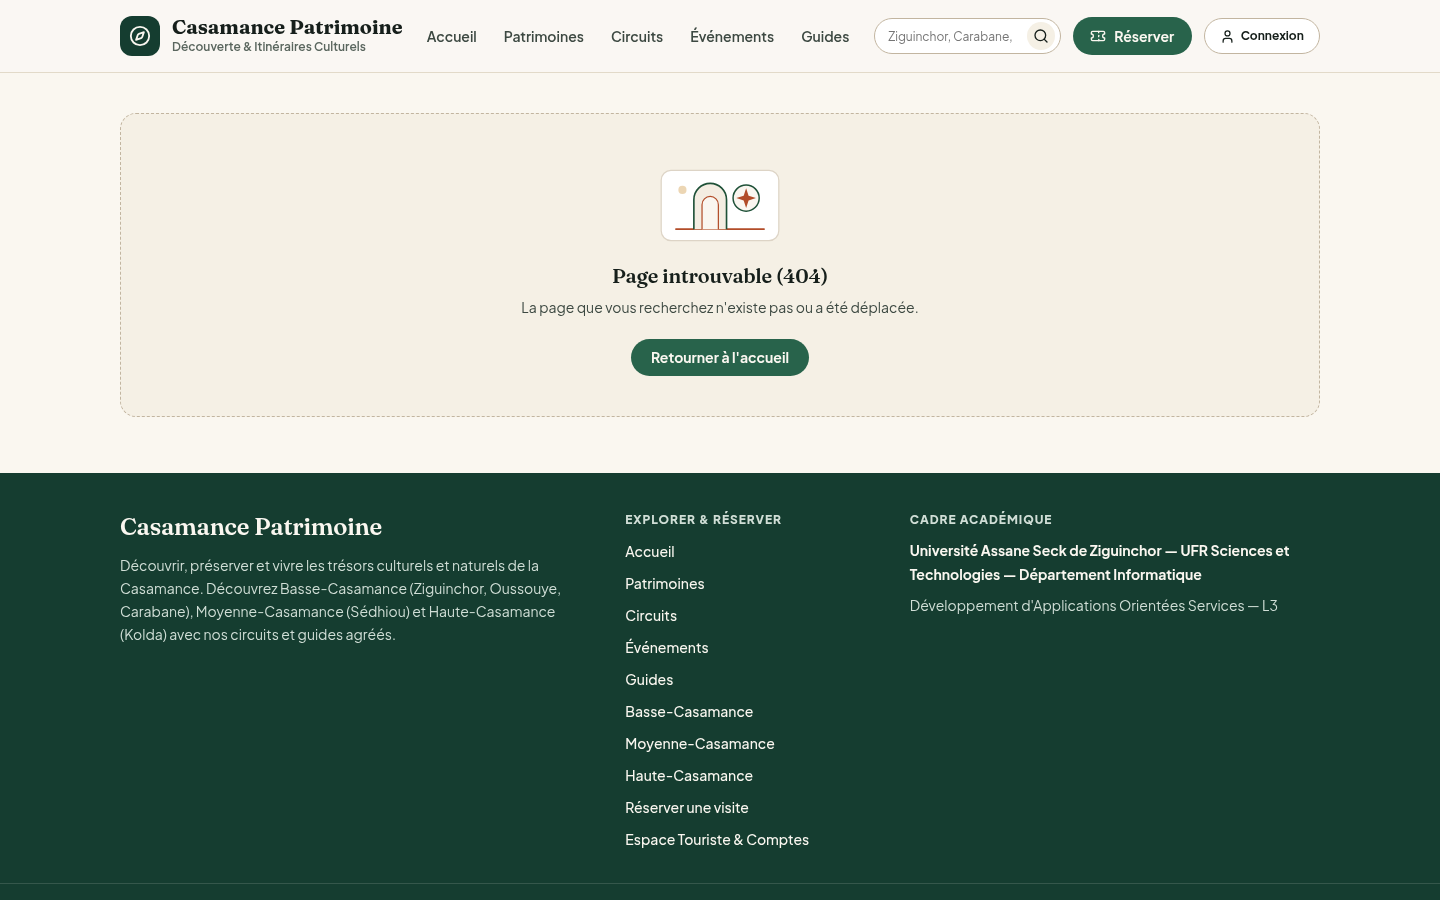 Casamance Patrimoine
Découverte & Itinéraires Culturels
Accueil
Patrimoines
Circuits
Événements
Guides
Ziguinchor, Carabane,
Réserver
Connexion
Page introuvable (404)
La page que vous recherchez n'existe pas ou a été déplacée.
Retourner à l'accueil
Casamance Patrimoine
Découvrir, préserver et vivre les trésors culturels et naturels de la
Casamance. Découvrez Basse-Casamance (Ziguinchor, Oussouye,
Carabane), Moyenne-Casamance (Sédhiou) et Haute-Casamance
(Kolda) avec nos circuits et guides agréés.
EXPLORER & RÉSERVER
Accueil
Patrimoines
Circuits
Événements
Guides
Basse-Casamance
Moyenne-Casamance
Haute-Casamance
Réserver une visite
Espace Touriste & Comptes
CADRE ACADÉMIQUE
Université Assane Seck de Ziguinchor — UFR Sciences et
Technologies — Département Informatique
Développement d'Applications Orientées Services — L3